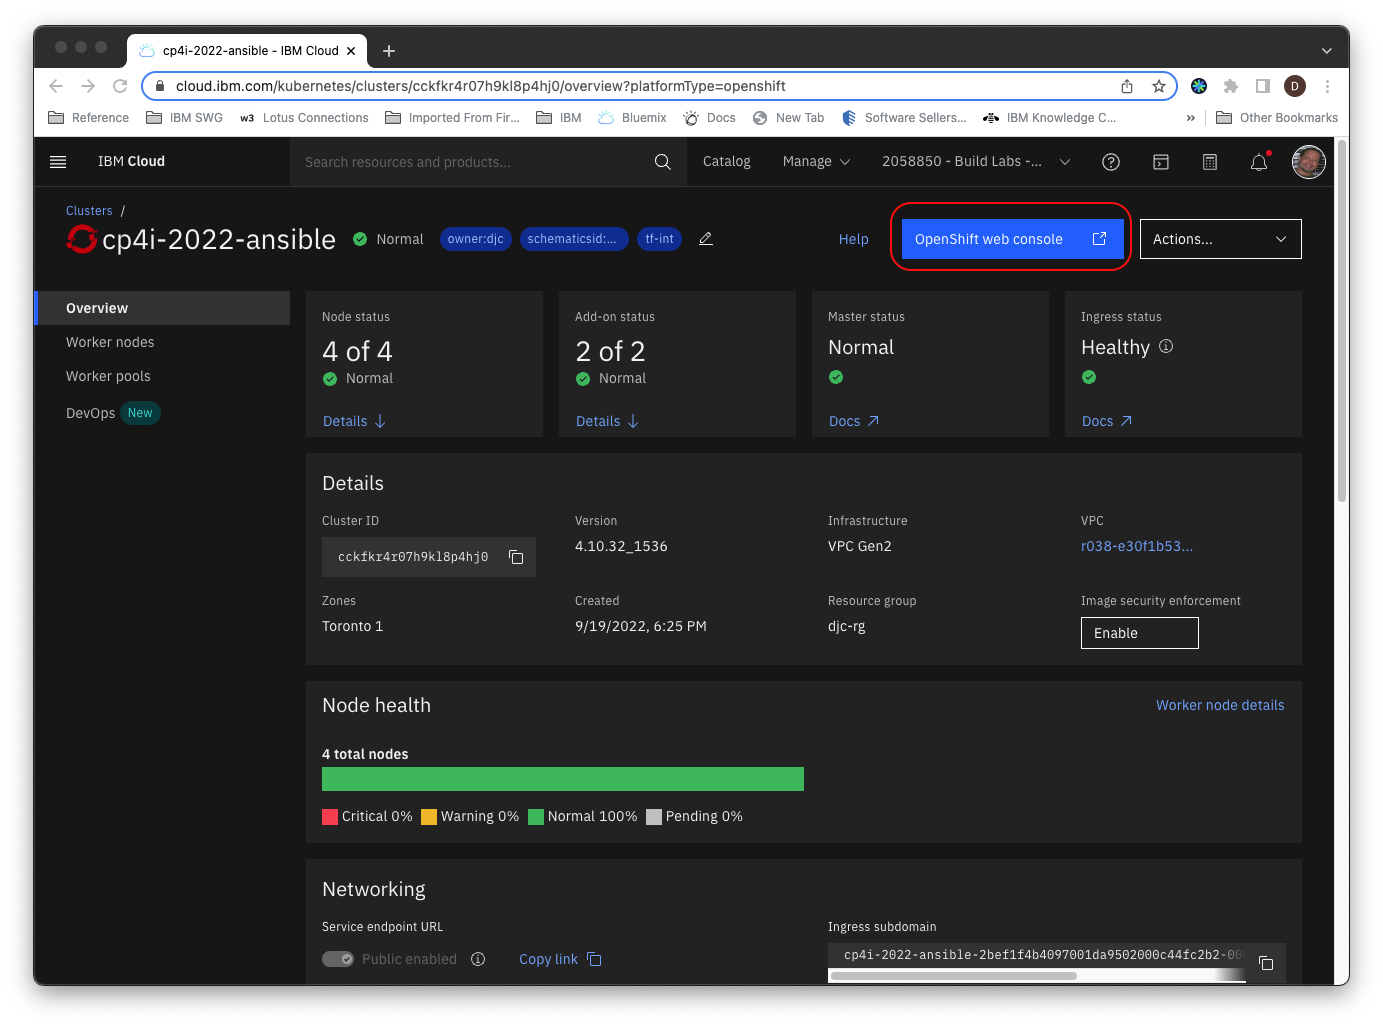 cp4i-2022-ansible - IBM Cloud
cloud.ibm.com/kubernetes/clusters/cckfkr4r07h9kl8p4hj0/overview?platformType=openshift
D
Reference IBM SWG w3 Lotus Connections Imported From Fir... IBM Bluemix Docs New Tab Software Sellers... IBM Knowledge C... » Other Bookmarks
IBM Cloud Search resources and products... Catalog Manage 2058850 - Build Labs -...
Clusters /
cp4i-2022-ansible Normal owner:djc schematicsid:... tf-int Help OpenShift web console Actions...
Overview
Worker nodes
Worker pools
DevOps New
Node status
4 of 4
Normal
Details
Add-on status
2 of 2
Normal
Details
Master status
Normal
Docs
Ingress status
Healthy
Docs
Details
Cluster ID
cckfkr4r07h9kl8p4hj0
Version
4.10.32_1536
Infrastructure
VPC Gen2
VPC
r038-e30f1b53...
Zones
Toronto 1
Created
9/19/2022, 6:25 PM
Resource group
djc-rg
Image security enforcement
Enable
Node health
Worker node details
4 total nodes
Critical 0% Warning 0% Normal 100% Pending 0%
Networking
Service endpoint URL
Public enabled Copy link
Ingress subdomain
cp4i-2022-ansible-2bef1f4b4097001da9502000c44fc2b2-00